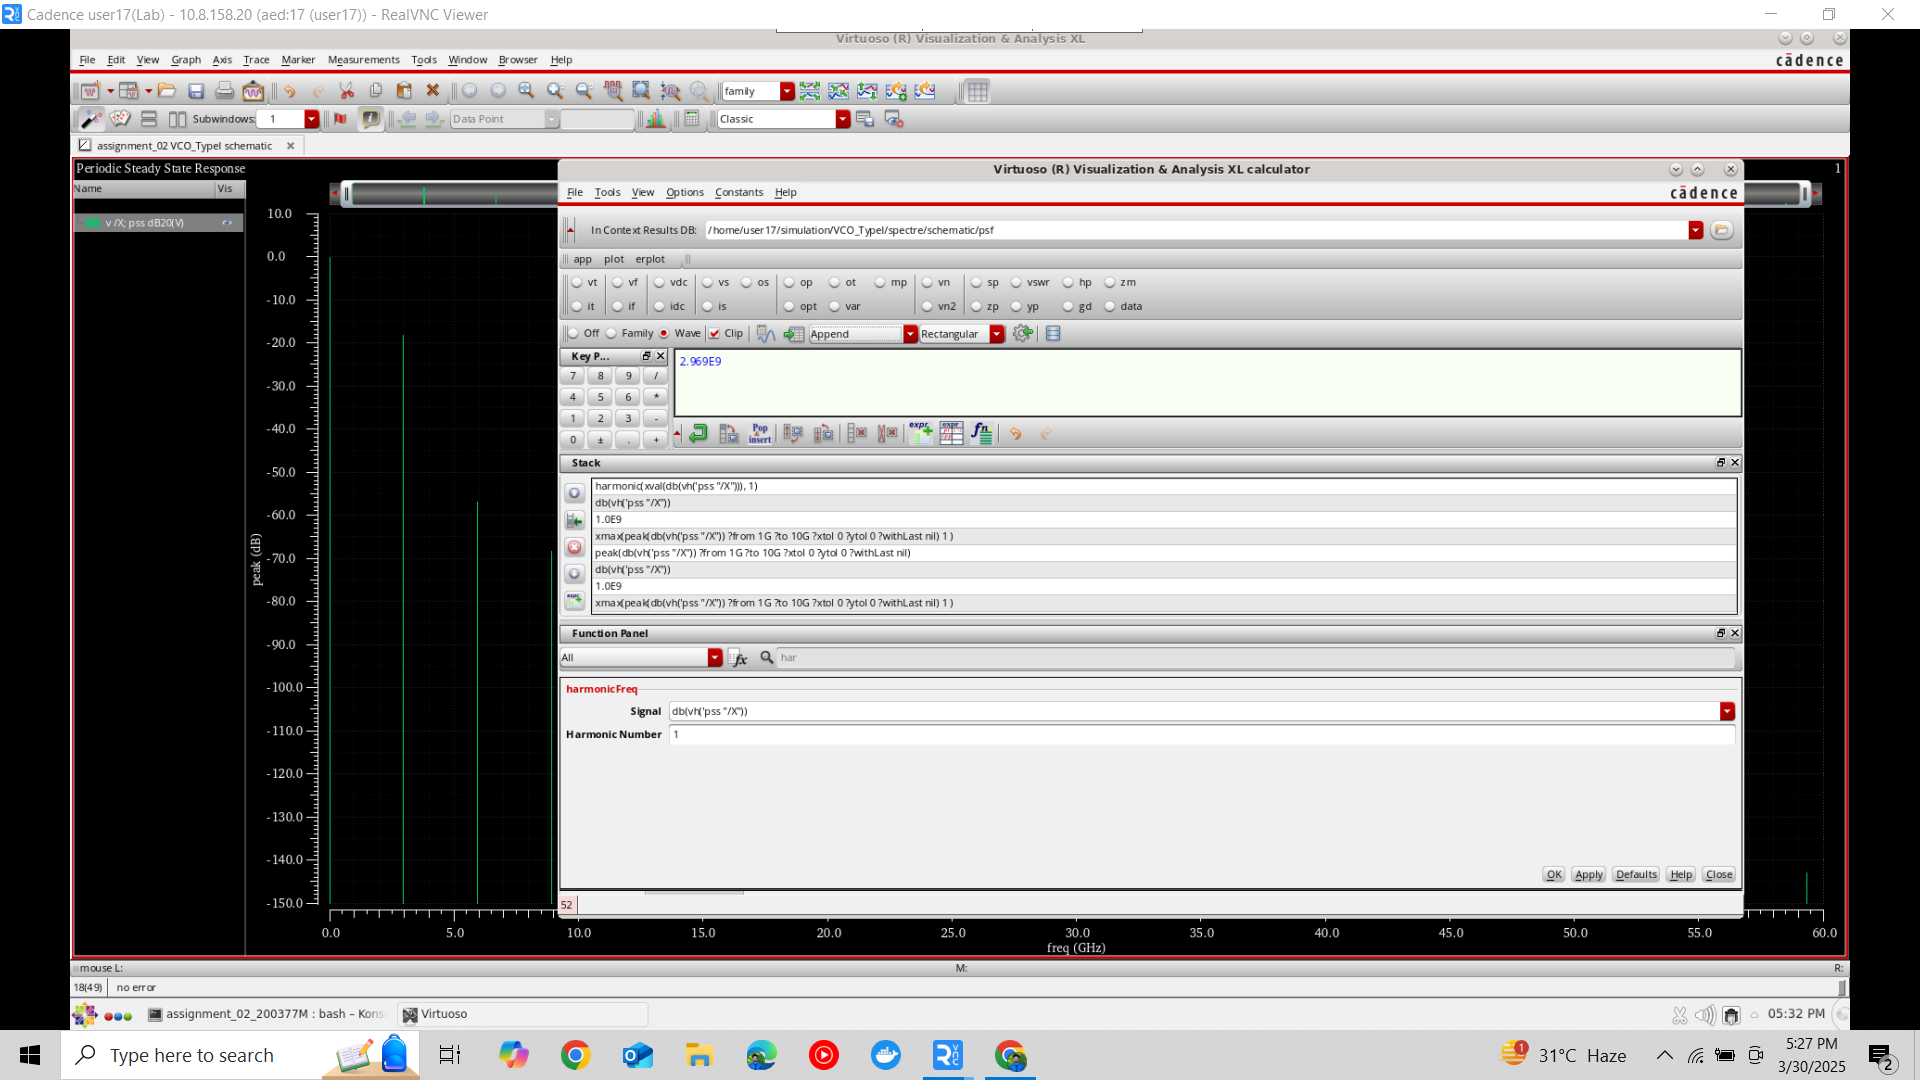 Cadence user17(Lab) - 10.8.158.20 (aed:17 (user17)) - RealVNC Viewer
Virtuoso (R) Visualization & Analysis XL
File Edit View Graph Axis Trace Marker Measurements Tools Window Browser Help
cādence
family
Subwindows: 1
Data Point
Classic
assignment_02 VCO_TypeI schematic
Periodic Steady State Response
1
Name Vis
v /X; pss dB20(V)
10.0
0.0
-10.0
-20.0
-30.0
-40.0
-50.0
-60.0
-70.0
-80.0
-90.0
-100.0
-110.0
-120.0
-130.0
-140.0
-150.0
peak (dB)
0.0 5.0 10.0 15.0 20.0 25.0 30.0 35.0 40.0 45.0 50.0 55.0 60.0
freq (GHz)
Virtuoso (R) Visualization & Analysis XL calculator
File Tools View Options Constants Help
cādence
In Context Results DB: /home/user17/simulation/VCO_TypeI/spectre/schematic/psf
app plot erplot
vt vf vdc vs os op ot mp vn sp vswr hp zm
it if idc is opt var vn2 zp yp gd data
Off Family Wave Clip Append Rectangular
Key P...
7 8 9 /
4 5 6 *
1 2 3 -
0 ± . +
2.969E9
Pop insert
expr
expr
fn
Stack
harmonic(xval(db(vh('pss "/X"))), 1)
db(vh('pss "/X"))
1.0E9
xmax(peak(db(vh('pss "/X")) ?from 1G ?to 10G ?xtol 0 ?ytol 0 ?withLast nil) 1 )
peak(db(vh('pss "/X")) ?from 1G ?to 10G ?xtol 0 ?ytol 0 ?withLast nil)
db(vh('pss "/X"))
1.0E9
xmax(peak(db(vh('pss "/X")) ?from 1G ?to 10G ?xtol 0 ?ytol 0 ?withLast nil) 1 )
Function Panel
All
fx
har
harmonicFreq
Signal db(vh('pss "/X"))
Harmonic Number 1
OK Apply Defaults Help Close
52
mouse L: M: R:
18(49) no error
assignment_02_200377M : bash – Kons
Virtuoso
05:32 PM
Type here to search
1
31°C Haze
5:27 PM
3/30/2025
2